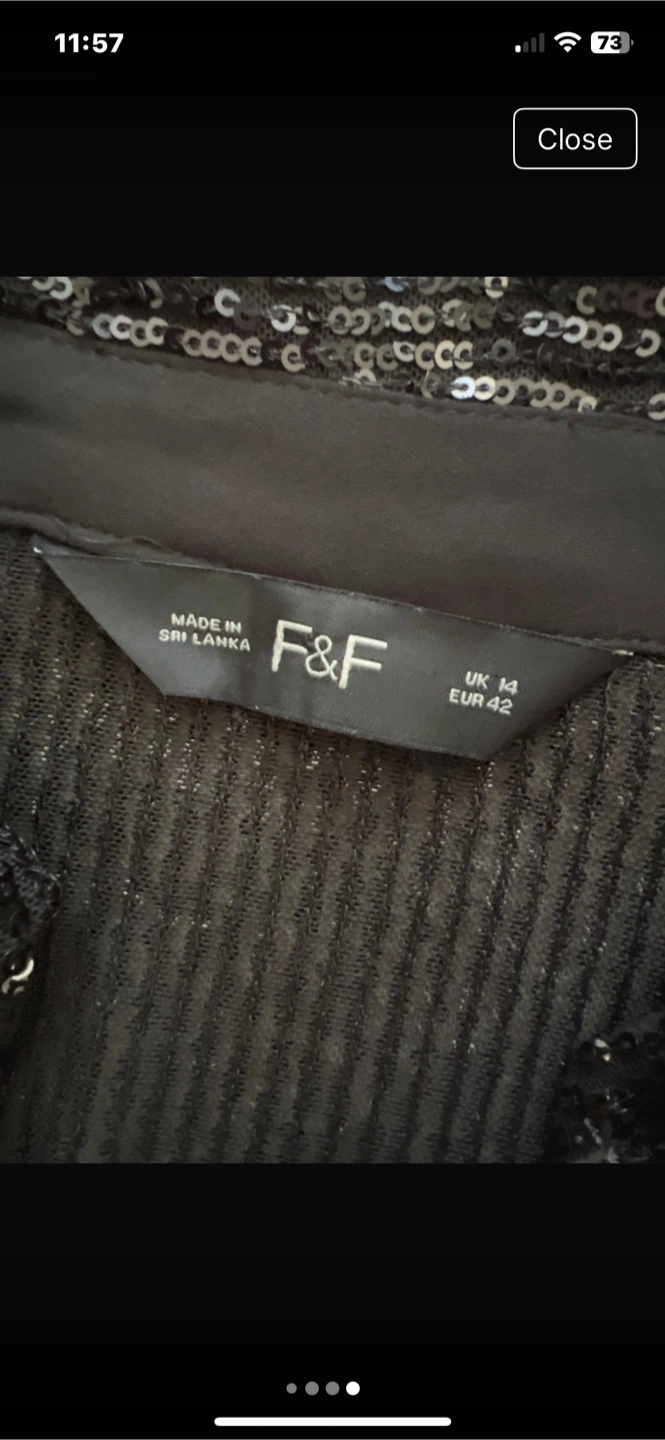 11:57
73
Close
MADE IN
SRI LANKA
F&F
UK 14
EUR 42